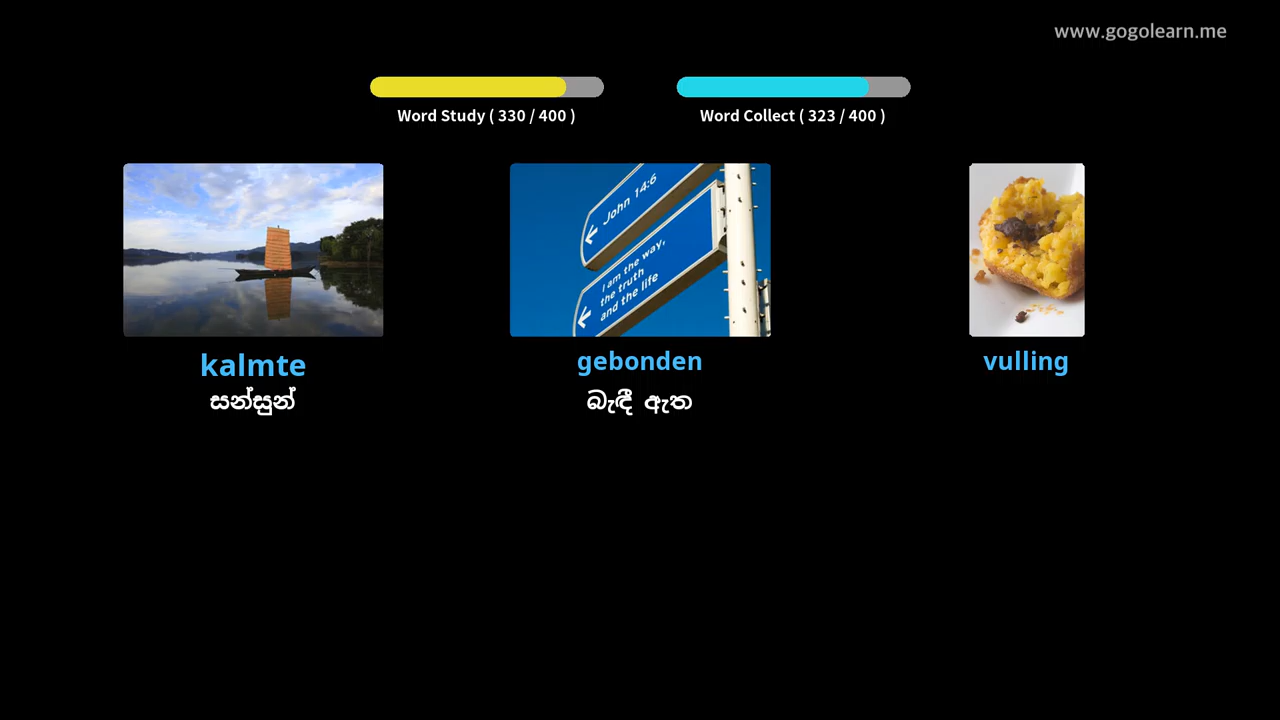 www.gogolearn.me
Word Study ( 330 / 400 )
Word Collect ( 323 / 400 )
John 14:6
I am the way,
the truth
and the life
kalmte
සන්සුන්
gebonden
බැඳී ඇත
vulling